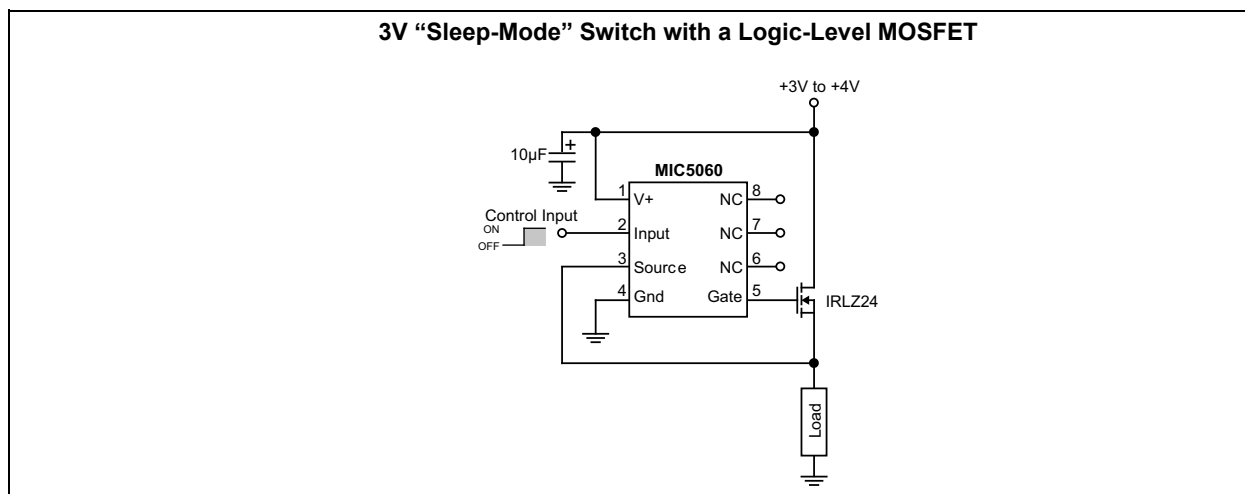 3V “Sleep-Mode” Switch with a Logic-Level MOSFET
+3V to +4V
10µF
+
MIC5060
1 V+ NC 8
Control Input
ON
OFF
2 Input NC 7
3 Source NC 6
4 Gnd Gate 5
IRLZ24
Load